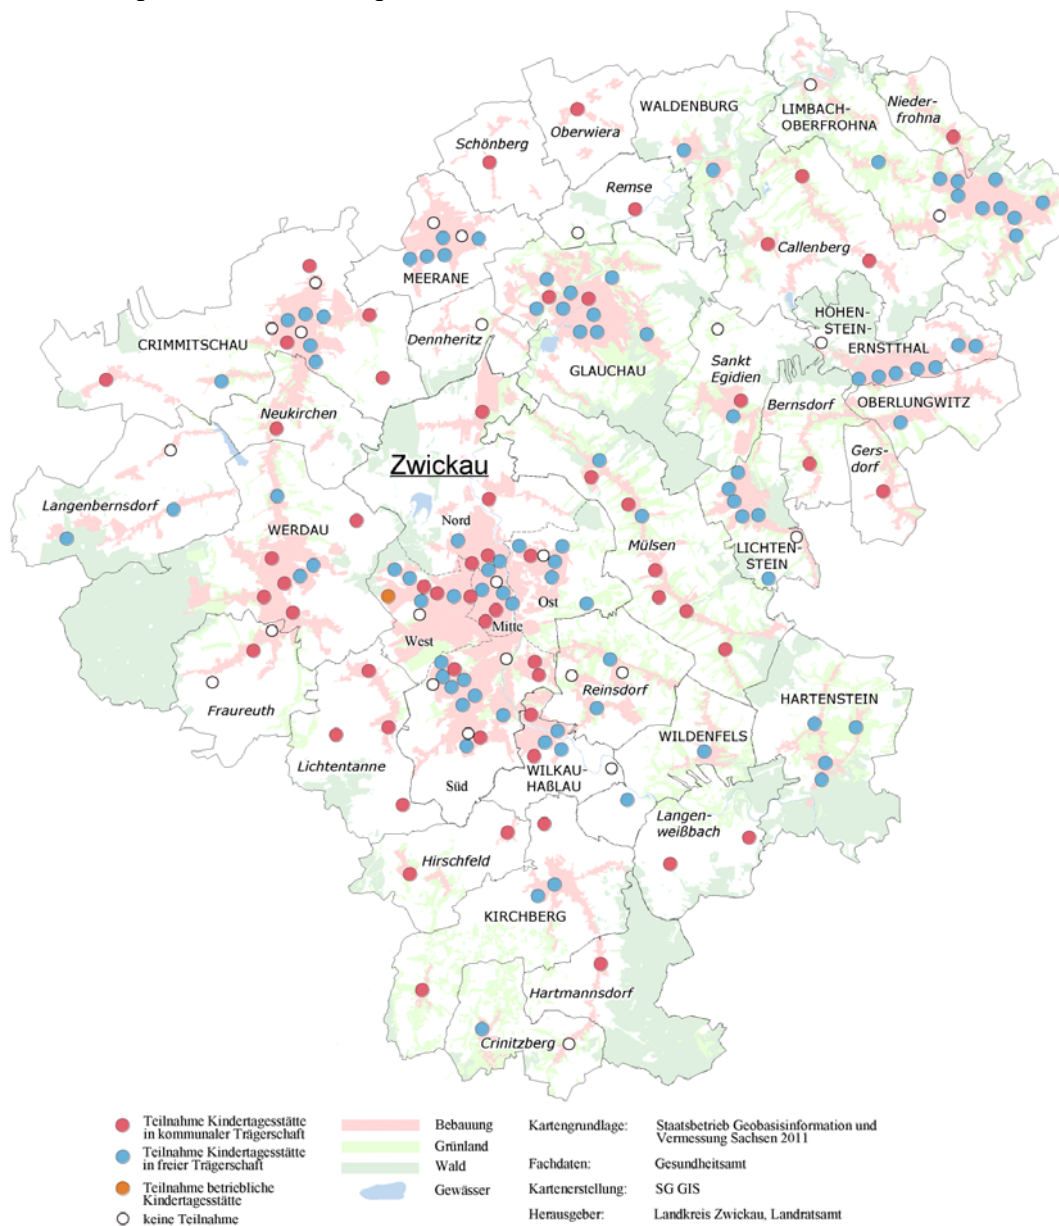 WALDENBURG
LIMBACH-
OBERFROHNA
Nieder-
frohna
Oberwiera
Schönberg
Remse
Callenberg
MEERANE
HOHEN-
STEIN-
ERNSTTHAL
CRIMMITSCHAU
Dennheritz
GLAUCHAU
Sankt
Egidien
Bernsdorf
OBERLUNGWITZ
Neukirchen
Gers-
dorf
Zwickau
Langenbernsdorf
WERDAU
Nord
Mülsen
LICHTEN-
STEIN
Ost
Mitte
West
Fraureuth
Reinsdorf
HARTENSTEIN
WILDENFELS
Lichtentanne
Süd
WILKAU-
HAßLAU
Langen-
weißbach
Hirschfeld
KIRCHBERG
Hartmannsdorf
Crinitzberg
Teilnahme Kindertagesstätte
in kommunaler Trägerschaft
Teilnahme Kindertagesstätte
in freier Trägerschaft
Teilnahme betriebliche
Kindertagesstätte
keine Teilnahme
Bebauung
Grünland
Wald
Gewässer
Kartengrundlage: Staatsbetrieb Geobasisinformation und
Vermessung Sachsen 2011
Fachdaten: Gesundheitsamt
Kartenerstellung: SG GIS
Herausgeber: Landkreis Zwickau, Landratsamt